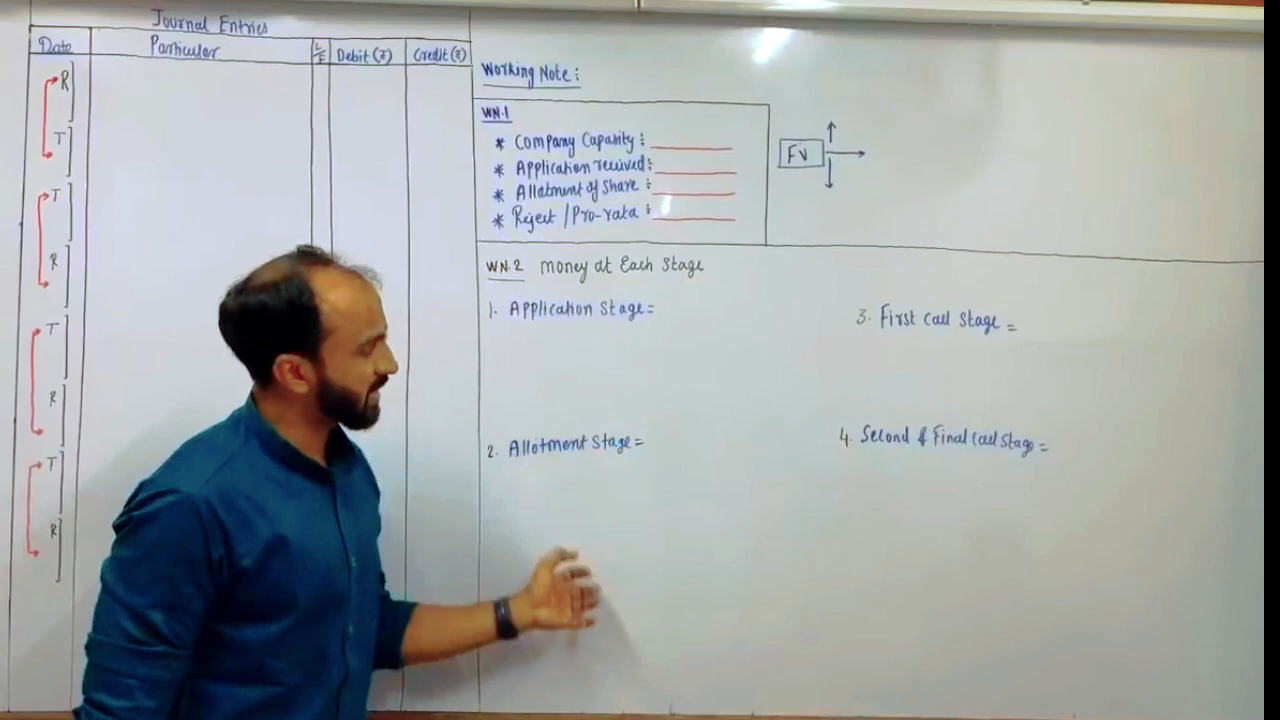 Journal Entries
Date Particular L/F Debit (₹) Credit (₹)
R
T
T
R
T
R
T
R
Working Note:
WN.1
* Company Capacity:
* Application received:
* Allotment of Share:
* Reject / Pro-rata:
FV
WN.2 money at Each Stage
1. Application Stage =
2. Allotment Stage =
3. First Call Stage =
4. Second & Final Call Stage =